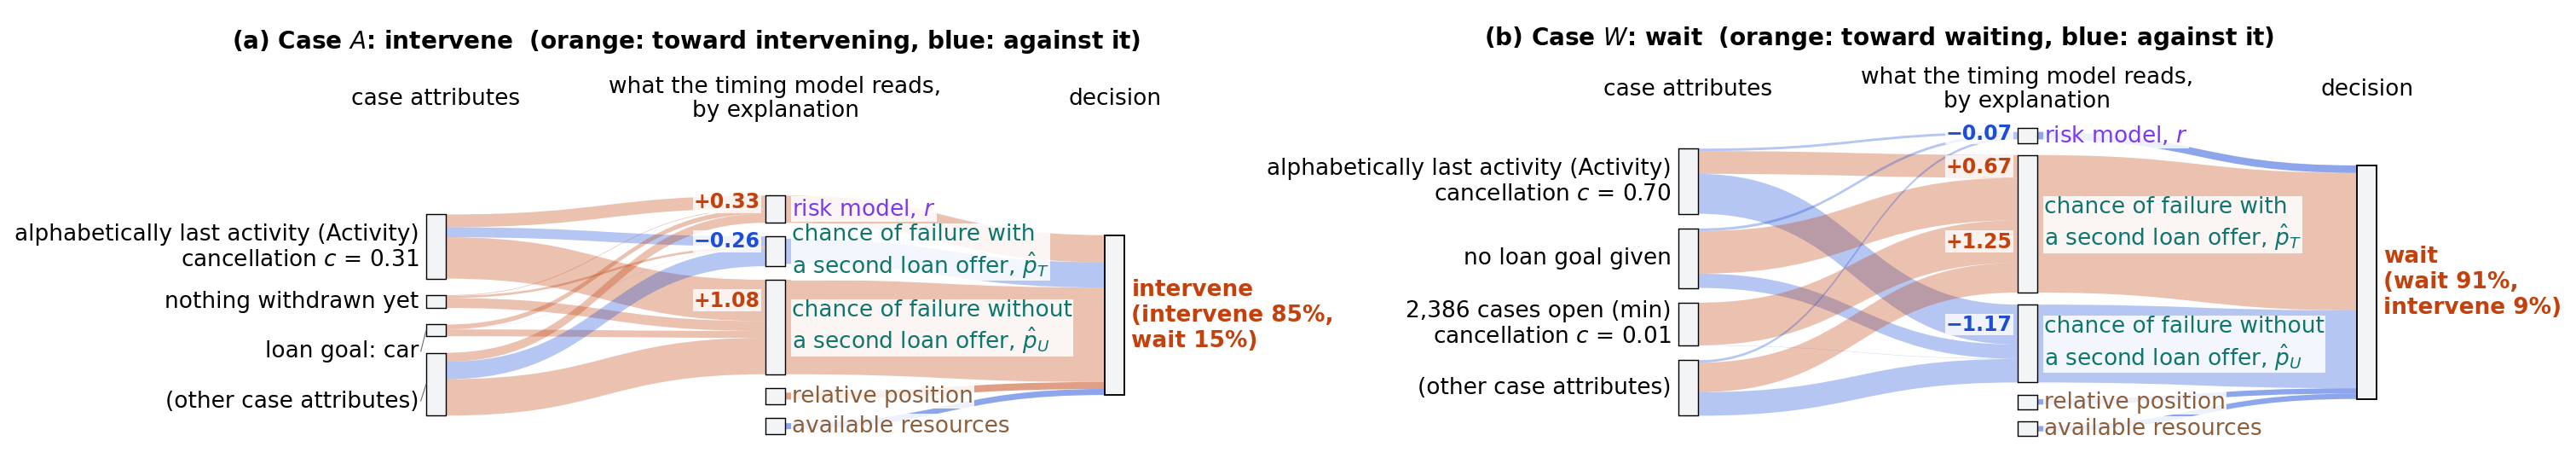 (a) Case A: intervene (orange: toward intervening, blue: against it)
case attributes
what the timing model reads,
by explanation
decision
alphabetically last activity (Activity)
cancellation c = 0.31
nothing withdrawn yet
loan goal: car
(other case attributes)
+0.33
−0.26
+1.08
risk model, r
chance of failure with
a second loan offer, p̂_T
chance of failure without
a second loan offer, p̂_U
relative position
available resources
intervene
(intervene 85%,
wait 15%)
(b) Case W: wait (orange: toward waiting, blue: against it)
case attributes
what the timing model reads,
by explanation
decision
alphabetically last activity (Activity)
cancellation c = 0.70
no loan goal given
2,386 cases open (min)
cancellation c = 0.01
(other case attributes)
−0.07
+0.67
+1.25
−1.17
risk model, r
chance of failure with
a second loan offer, p̂_T
chance of failure without
a second loan offer, p̂_U
relative position
available resources
wait
(wait 91%,
intervene 9%)